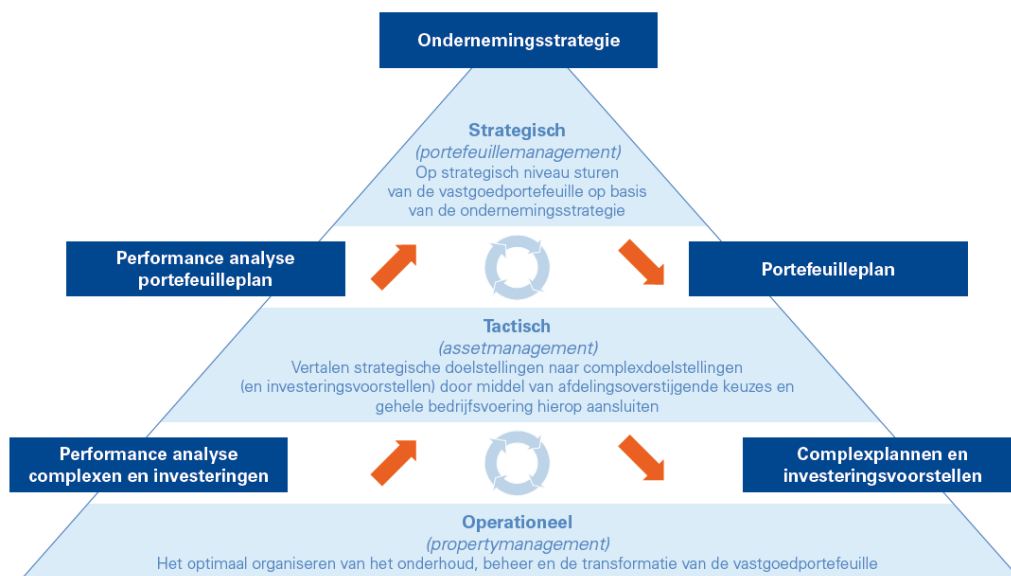 Ondernemingsstrategie
Strategisch
(portefeuillemanagement)
Op strategisch niveau sturen
van de vastgoedportefeuille op basis
van de ondernemingsstrategie
Performance analyse
portefeuilleplan
Portefeuilleplan
Tactisch
(assetmanagement)
Vertalen strategische doelstellingen naar complexdoelstellingen
(en investeringsvoorstellen) door middel van afdelingsoverstijgende keuzes en
gehele bedrijfsvoering hierop aansluiten
Performance analyse
complexen en investeringen
Complexplannen en
investeringsvoorstellen
Operationeel
(propertymanagement)
Het optimaal organiseren van het onderhoud, beheer en de transformatie van de vastgoedportefeuille